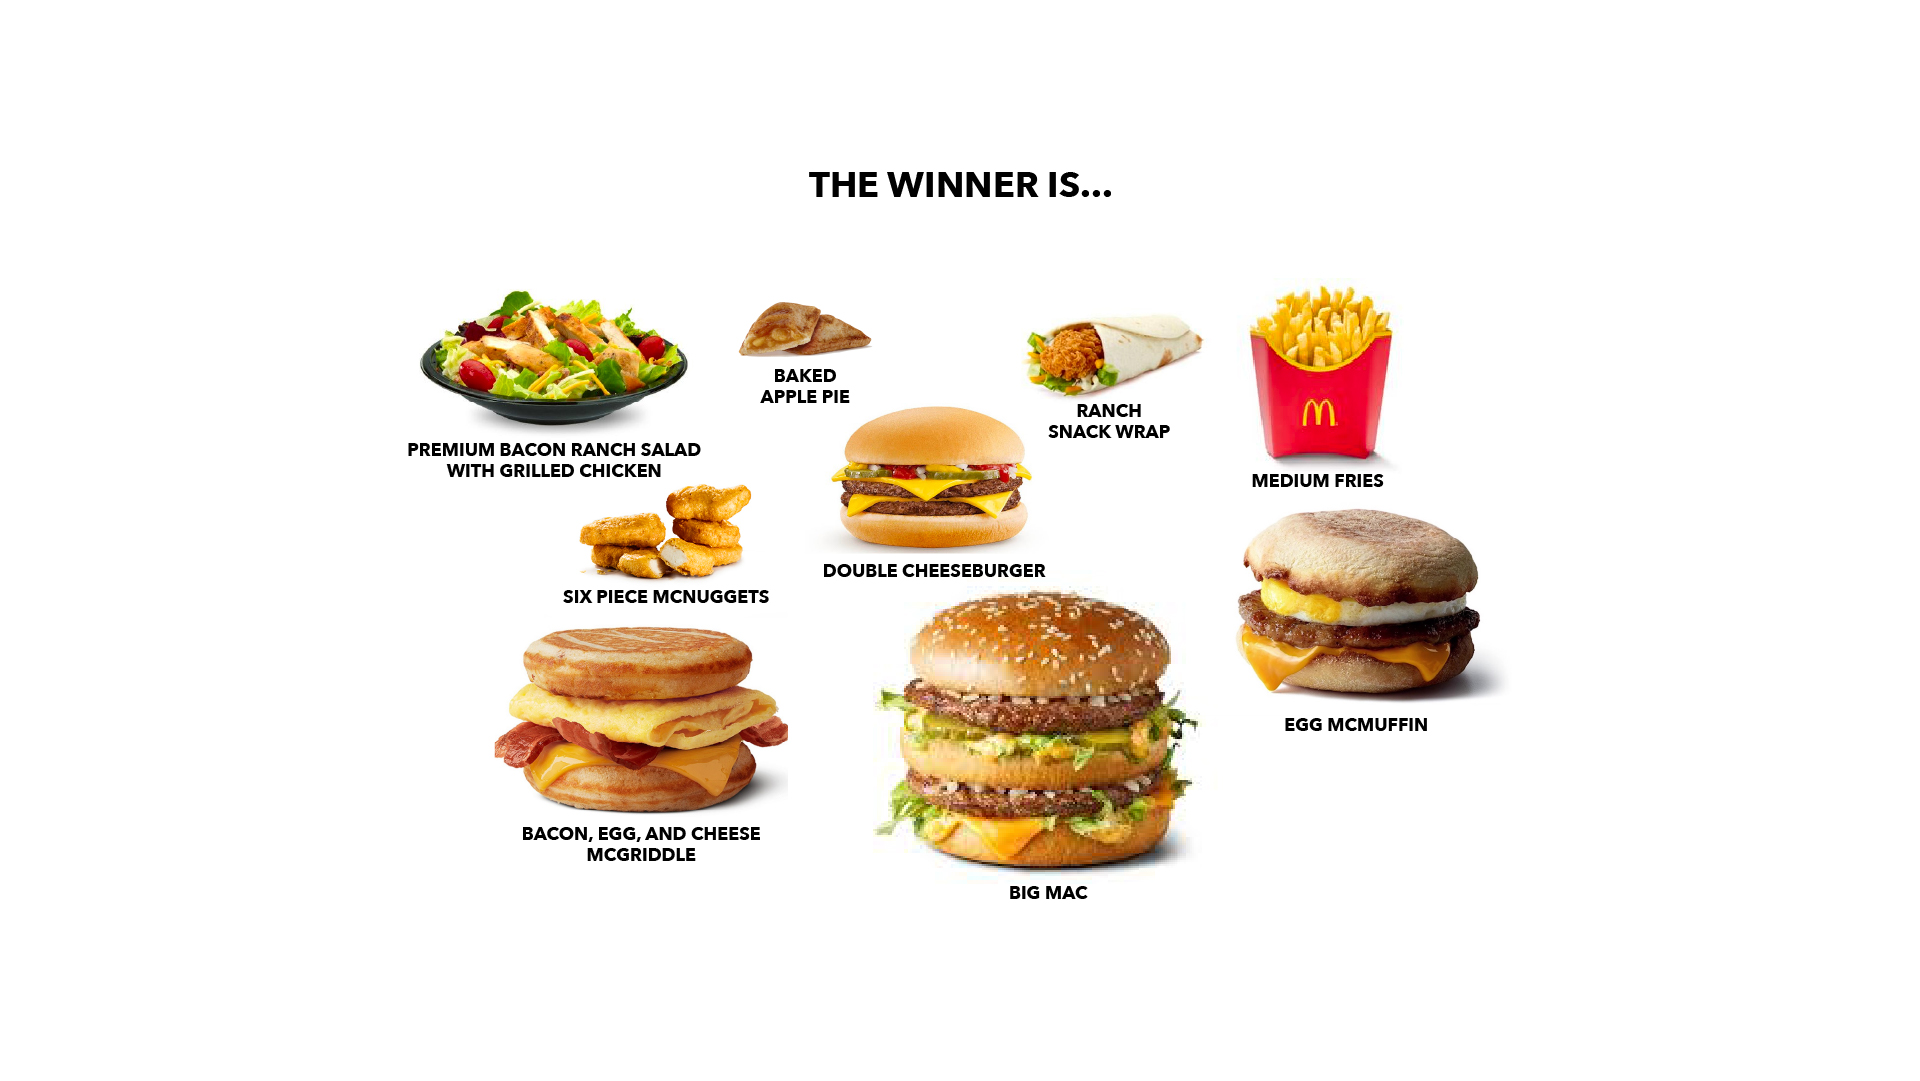 THE WINNER IS...
PREMIUM BACON RANCH SALAD
WITH GRILLED CHICKEN
BAKED
APPLE PIE
RANCH
SNACK WRAP
M
MEDIUM FRIES
SIX PIECE MCNUGGETS
DOUBLE CHEESEBURGER
EGG MCMUFFIN
BACON, EGG, AND CHEESE
MCGRIDDLE
BIG MAC